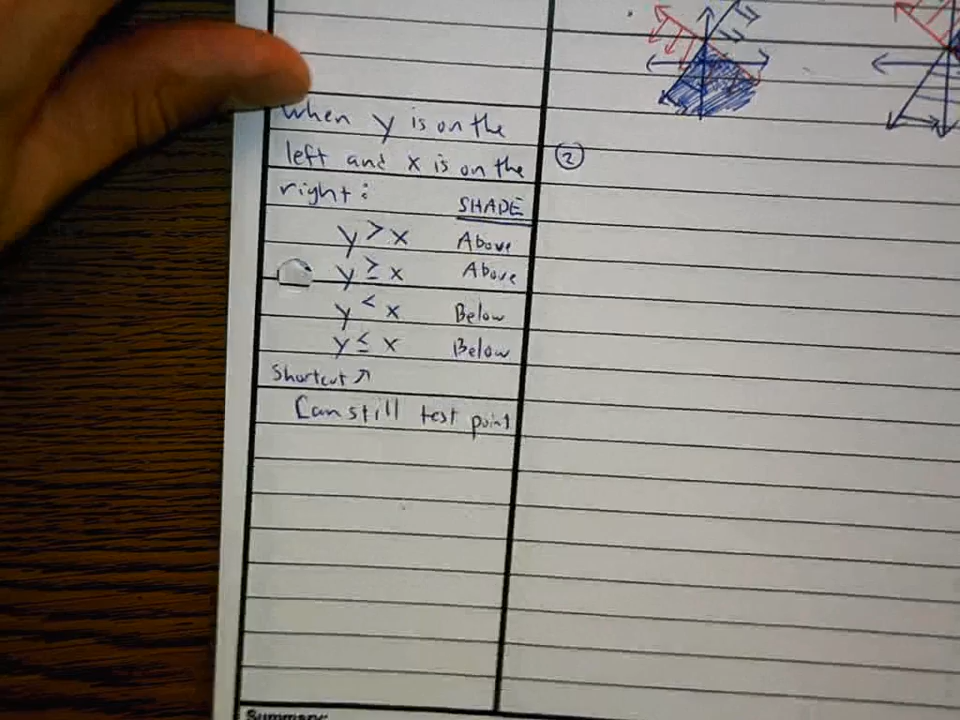 When y is on the
left and x is on the
right:
SHADE
y > x Above
y ≥ x Above
y < x Below
y ≤ x Below
Shortcut ↗
Can still test point
②
Summary: